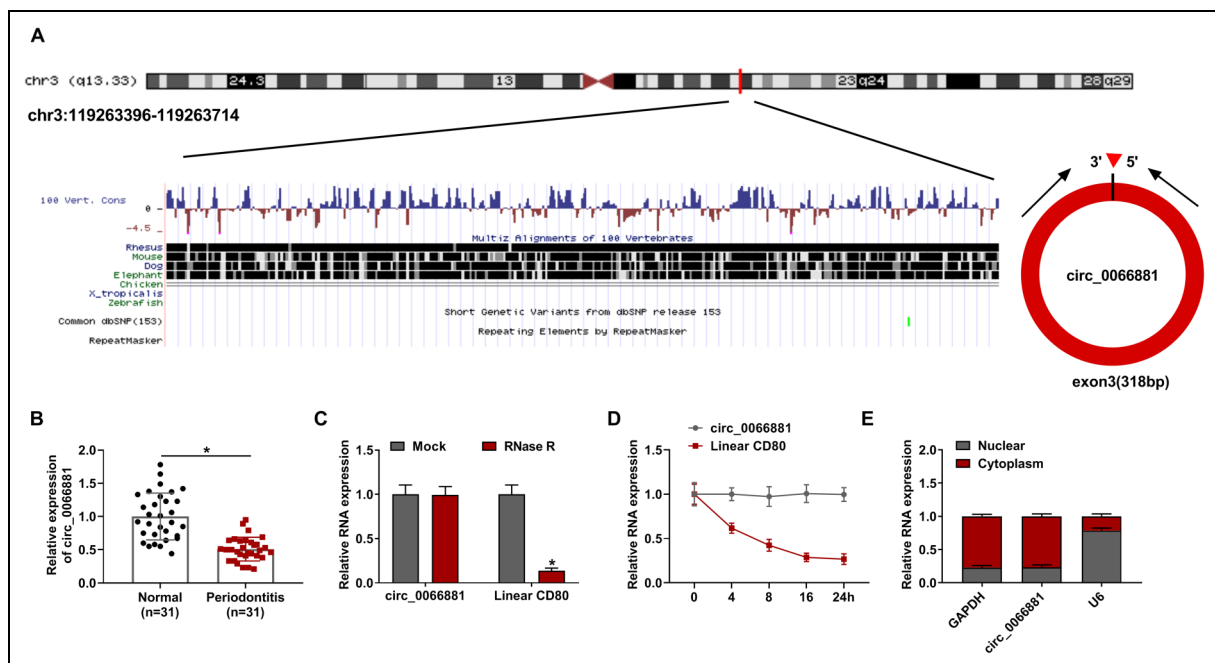 A
chr3 (q13.33)
24.3
13
23
q24
28
q29
chr3:119263396-119263714
3'
5'
100 Vert. Cons
0 _
-4.5 _
Multiz Alignments of 100 Vertebrates
Rhesus
Mouse
Dog
Elephant
Chicken
X_tropicalis
Zebrafish
Short Genetic Variants from dbSNP release 153
Common dbSNP(153)
Repeating Elements by RepeatMasker
RepeatMasker
circ_0066881
exon3(318bp)
B
Relative expression
of circ_0066881
2.0
1.5
1.0
0.5
0.0
*
Normal
(n=31)
Periodontitis
(n=31)
C
Relative RNA expression
1.5
1.0
0.5
0.0
Mock
RNase R
*
circ_0066881
Linear CD80
D
circ_0066881
Linear CD80
Relative RNA expression
1.5
1.0
0.5
0.0
0
4
8
16
24h
E
Relative RNA expression
1.5
1.0
0.5
0.0
Nuclear
Cytoplasm
GAPDH
circ_0066881
U6